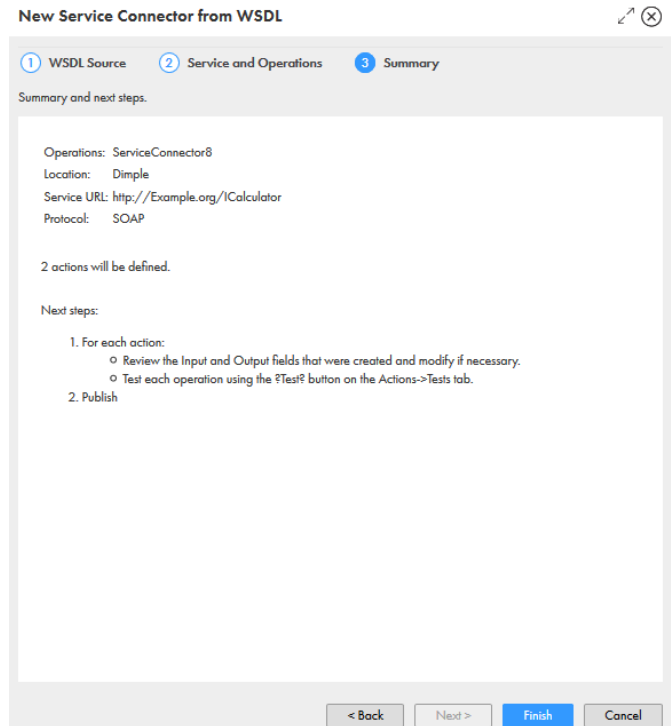 New Service Connector from WSDL
1 WSDL Source 2 Service and Operations 3 Summary
Summary and next steps.
Operations: ServiceConnector8
Location: Dimple
Service URL: http://Example.org/ICalculator
Protocol: SOAP
2 actions will be defined.
Next steps:
1. For each action:
Review the Input and Output fields that were created and modify if necessary.
Test each operation using the ?Test? button on the Actions->Tests tab.
2. Publish
< Back Next > Finish Cancel